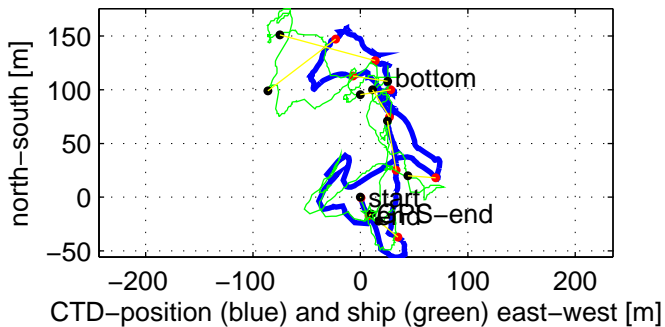 150
100
50
0
−50
north−south [m]
bottom
start
GPS−end
end
−200
−100
0
100
200
CTD−position (blue) and ship (green) east−west [m]